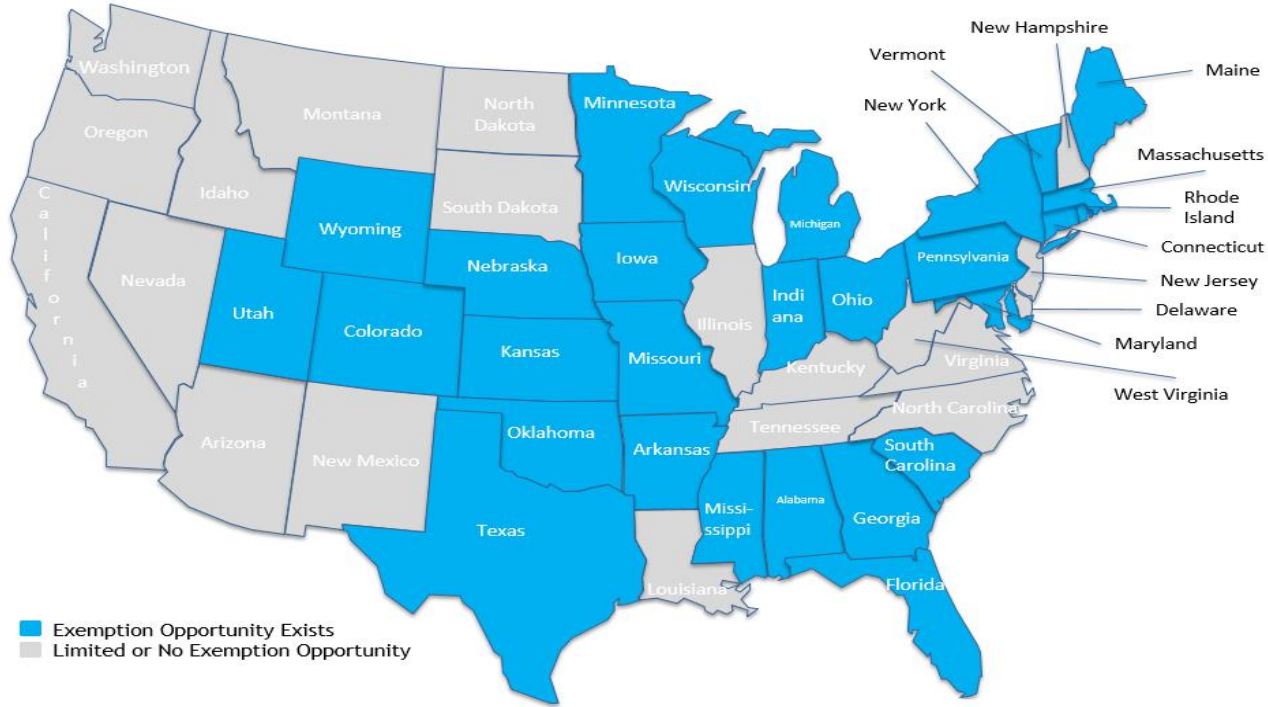 New Hampshire
Vermont
New York
Maine
Massachusetts
Rhode
Island
Connecticut
New Jersey
Delaware
Maryland
West Virginia
Washington
Oregon
C
a
l
i
f
o
r
n
i
a
Idaho
Nevada
Montana
Wyoming
Utah
Arizona
North
Dakota
South Dakota
Nebraska
Colorado
Kansas
New Mexico
Oklahoma
Texas
Minnesota
Wisconsin
Iowa
Missouri
Arkansas
Louisiana
Michigan
Illinois
Indi
ana
Ohio
Pennsylvania
Kentucky
Virginia
Tennessee
North Carolina
South
Carolina
Missi-
ssippi
Alabama
Georgia
Florida
Exemption Opportunity Exists
Limited or No Exemption Opportunity